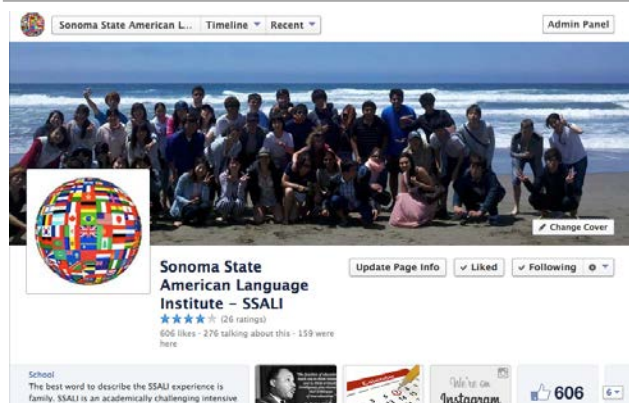 Sonoma State American L... Timeline Recent
Admin Panel
Change Cover
Sonoma State
American Language
Institute – SSALI
Update Page Info
Liked
Following
(26 ratings)
606 likes · 276 talking about this · 159 were
here
School
The best word to describe the SSALI experience is
family. SSALI is an academically challenging intensive
We're on
Instagram
606
6